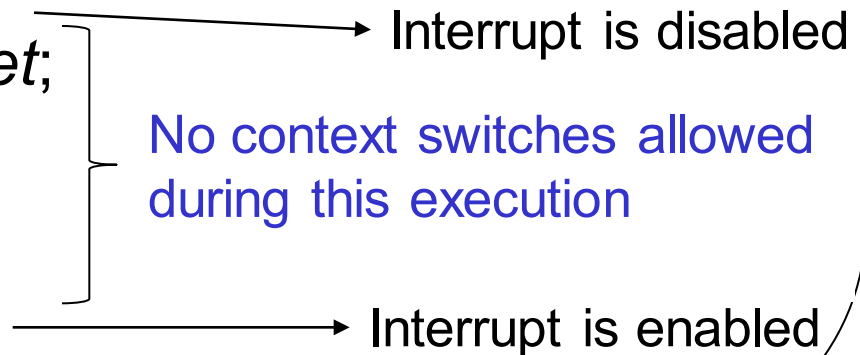 Interrupt is disabled
et;
No context switches allowed
during this execution
Interrupt is enabled